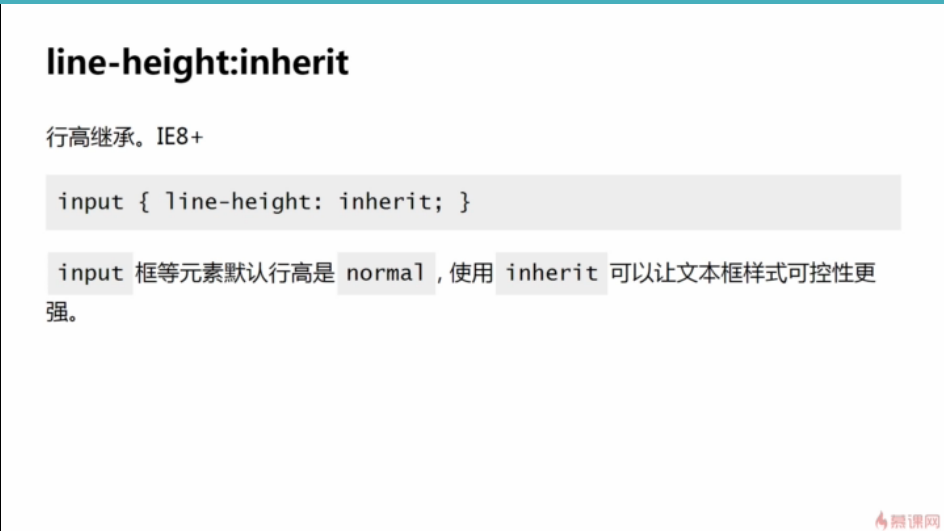 line-height:inherit
行高继承。IE8+
input { line-height: inherit; }
input 框等元素默认行高是 normal , 使用 inherit 可以让文本框样式可控性更
强。
慕课网